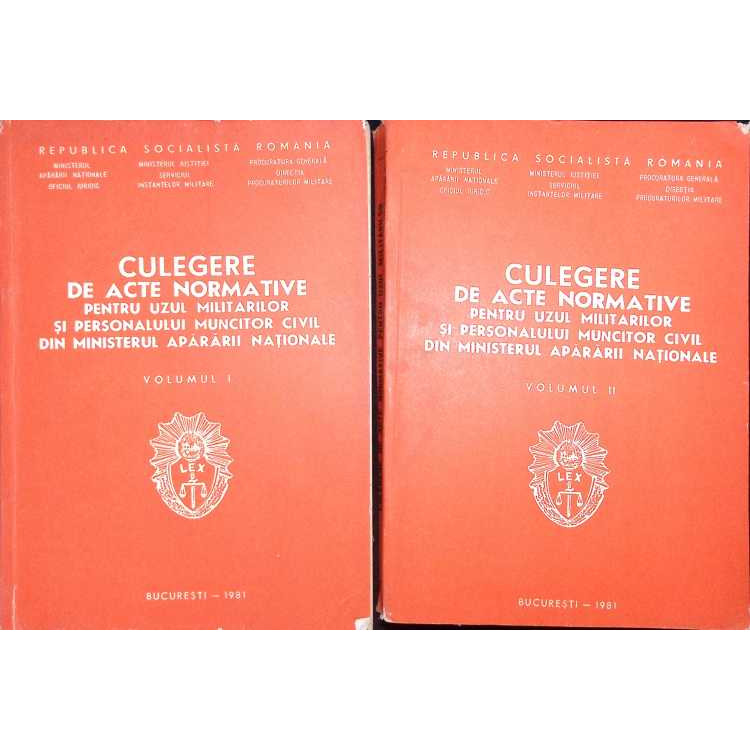 REPUBLICA SOCIALISTĂ ROMÂNIA
MINISTERUL
APĂRĂRII NAȚIONALE
OFICIUL JURIDIC
MINISTERUL JUSTIȚIEI
SERVICIUL
INSTANȚELOR MILITARE
PROCURATURA GENERALĂ
DIRECȚIA
PROCURATURILOR MILITARE
CULEGERE
DE ACTE NORMATIVE
PENTRU UZUL MILITARILOR
ȘI PERSONALULUI MUNCITOR CIVIL
DIN MINISTERUL APĂRĂRII NAȚIONALE
VOLUMUL I
LEX
BUCUREȘTI — 1981
REPUBLICA SOCIALISTĂ ROMÂNIA
MINISTERUL
APĂRĂRII NAȚIONALE
OFICIUL JURIDIC
MINISTERUL JUSTIȚIEI
SERVICIUL
INSTANȚELOR MILITARE
PROCURATURA GENERALĂ
DIRECȚIA
PROCURATURILOR MILITARE
CULEGERE
DE ACTE NORMATIVE
PENTRU UZUL MILITARILOR
ȘI PERSONALULUI MUNCITOR CIVIL
DIN MINISTERUL APĂRĂRII NAȚIONALE
VOLUMUL II
LEX
BUCUREȘTI — 1981